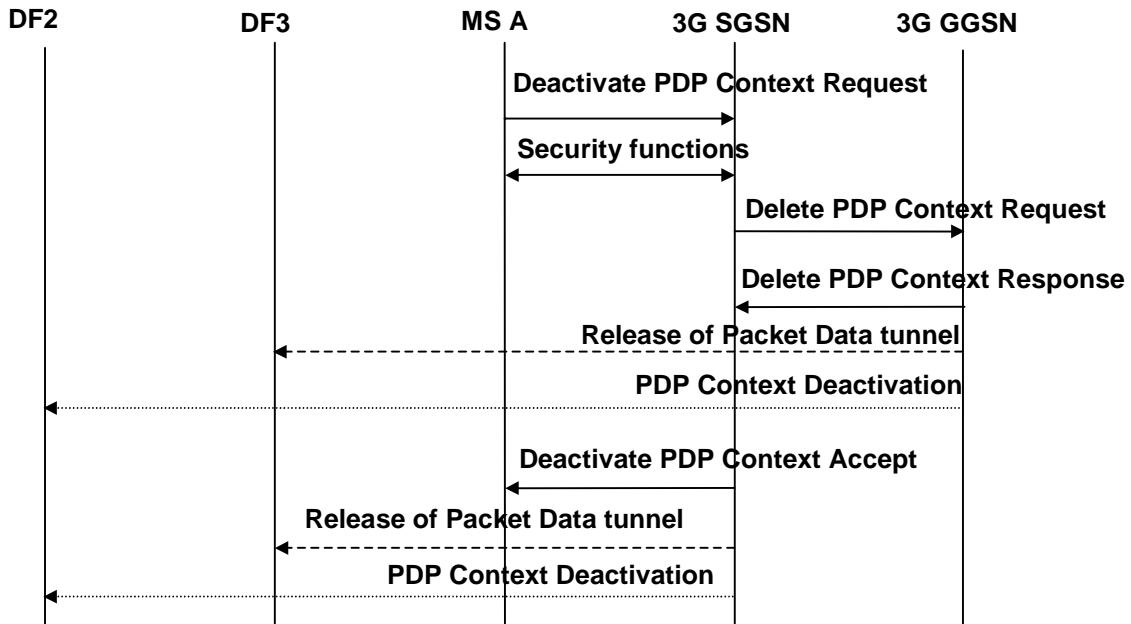 DF2 DF3 MS A 3G SGSN 3G GGSN
Deactivate PDP Context Request
Security functions
Delete PDP Context Request
Delete PDP Context Response
Release of Packet Data tunnel
PDP Context Deactivation
Deactivate PDP Context Accept
Release of Packet Data tunnel
PDP Context Deactivation